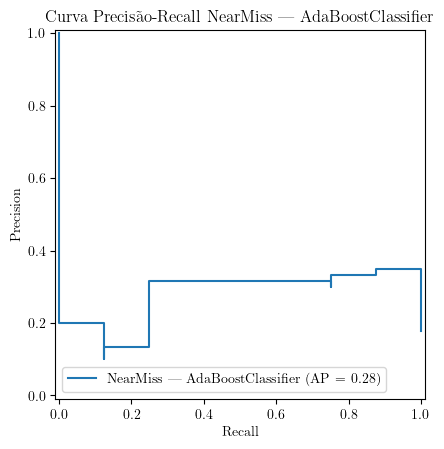 Curva Precisão-Recall NearMiss — AdaBoostClassifier
1.0
0.8
0.6
0.4
0.2
0.0
Precision
NearMiss — AdaBoostClassifier (AP = 0.28)
0.0 0.2 0.4 0.6 0.8 1.0
Recall